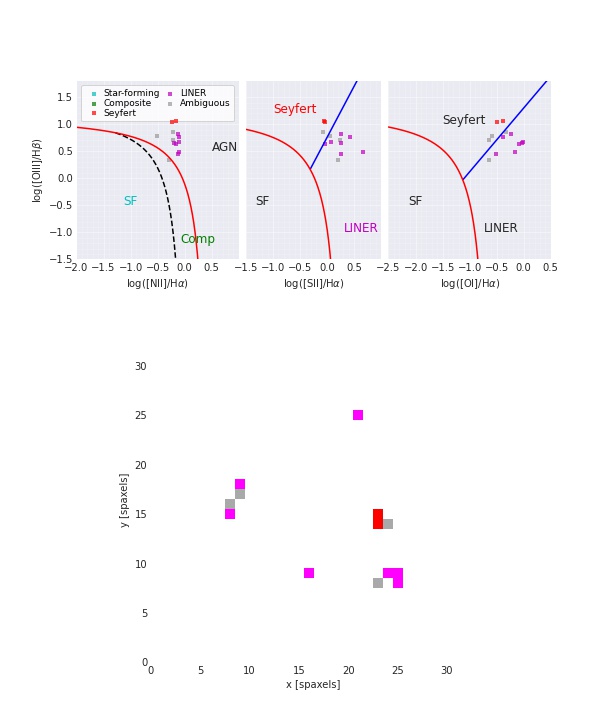 Star-forming
Composite
Seyfert
LINER
Ambiguous
AGN
SF
Comp
1.5
1.0
0.5
0.0
−0.5
−1.0
−1.5
log([OIII]/Hβ)
−2.0 −1.5 −1.0 −0.5 0.0 0.5
log([NII]/Hα)
Seyfert
SF
LINER
−1.0 −0.5 0.0 0.5
log([SII]/Hα)
Seyfert
SF
LINER
−2.5 −2.0 −1.5 −1.0 −0.5 0.0 0.5
log([OI]/Hα)
30
25
20
15
10
5
0
y [spaxels]
0 5 10 15 20 25 30
x [spaxels]